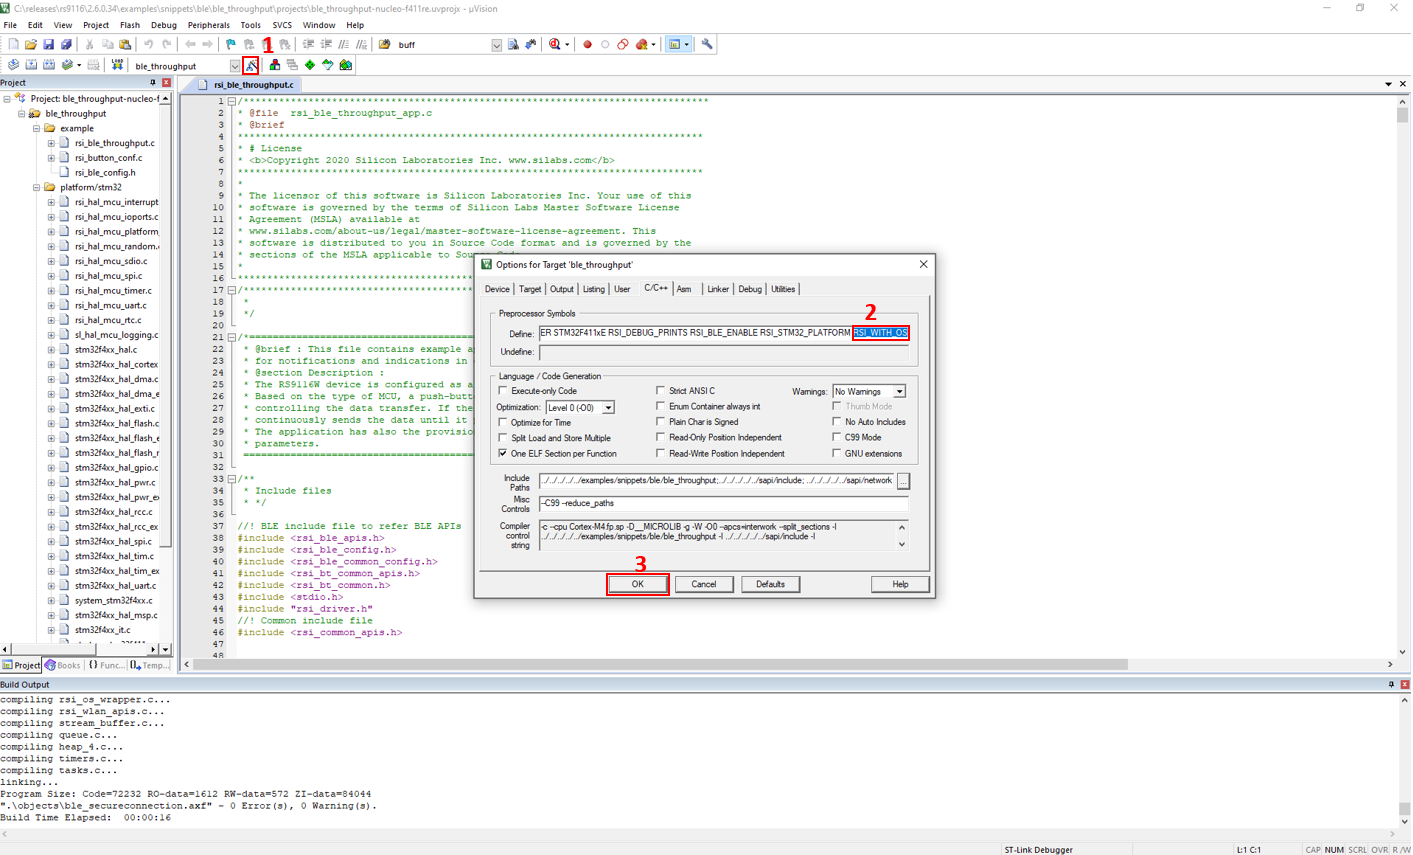 C:\releases\rs9116\2.6.0.34\examples\snippets\ble\ble_throughput\projects\ble_throughput-nucleo-f411re.uvprojx - µVision
File Edit View Project Flash Debug Peripherals Tools SVCS Window Help
1
buff
ble_throughput
Project
rsi_ble_throughput.c
Project: ble_throughput-nucleo-f
ble_throughput
example
rsi_ble_throughput.c
rsi_button_conf.c
rsi_ble_config.h
platform/stm32
rsi_hal_mcu_interrupt
rsi_hal_mcu_ioports.c
rsi_hal_mcu_platform_
rsi_hal_mcu_random.c
rsi_hal_mcu_sdio.c
rsi_hal_mcu_spi.c
rsi_hal_mcu_timer.c
rsi_hal_mcu_uart.c
rsi_hal_mcu_rtc.c
sl_hal_mcu_logging.c
stm32f4xx_hal.c
stm32f4xx_hal_cortex
stm32f4xx_hal_dma.c
stm32f4xx_hal_dma_e
stm32f4xx_hal_exti.c
stm32f4xx_hal_flash.c
stm32f4xx_hal_flash_e
stm32f4xx_hal_flash_r
stm32f4xx_hal_gpio.c
stm32f4xx_hal_pwr.c
stm32f4xx_hal_pwr_ex
stm32f4xx_hal_rcc.c
stm32f4xx_hal_rcc_ex
stm32f4xx_hal_spi.c
stm32f4xx_hal_tim.c
stm32f4xx_hal_tim_ex
stm32f4xx_hal_uart.c
system_stm32f4xx.c
stm32f4xx_hal_msp.c
stm32f4xx_it.c
Project Books {} Func... Temp...
1 /*******************************************************************************
2 * @file rsi_ble_throughput_app.c
3 * @brief
4 *******************************************************************************
5 * # License
6 * <b>Copyright 2020 Silicon Laboratories Inc. www.silabs.com</b>
7 *******************************************************************************
8 *
9 * The licensor of this software is Silicon Laboratories Inc. Your use of this
10 * software is governed by the terms of Silicon Labs Master Software License
11 * Agreement (MSLA) available at
12 * www.silabs.com/about-us/legal/master-software-license-agreement. This
13 * software is distributed to you in Source Code format and is governed by the
14 * sections of the MSLA applicable to Source Code.
15 *
16 ****************************************
17 /***************************************
18 *
19 */
20
21 /*======================================
22 * @brief : This file contains example a
23 * for notifications and indications in
24 * @section Description :
25 * The RS9116W device is configured as a
26 * Based on the type of MCU, a push-butt
27 * controlling the data transfer. If the
28 * continuously sends the data until it
29 * The application has also the provisio
30 * parameters.
31 =======================================
32
33 /**
34 * Include files
35 * */
36
37 //! BLE include file to refer BLE APIs
38 #include <rsi_ble_apis.h>
39 #include <rsi_ble_config.h>
40 #include <rsi_ble_common_config.h>
41 #include <rsi_bt_common_apis.h>
42 #include <rsi_bt_common.h>
43 #include <stdio.h>
44 #include "rsi_driver.h"
45 //! Common include file
46 #include <rsi_common_apis.h>
47
48
Options for Target 'ble_throughput'
Device Target Output Listing User C/C++ Asm Linker Debug Utilities
Preprocessor Symbols
2
Define: ER STM32F411xE RSI_DEBUG_PRINTS RSI_BLE_ENABLE RSI_STM32_PLATFORM RSI_WITH_OS
Undefine:
Language / Code Generation
Execute-only Code Strict ANSI C Warnings: No Warnings
Optimization: Level 0 (-O0) Enum Container always int Thumb Mode
Optimize for Time Plain Char is Signed No Auto Includes
Split Load and Store Multiple Read-Only Position Independent C99 Mode
One ELF Section per Function Read-Write Position Independent GNU extensions
Include Paths ../../../../../examples/snippets/ble/ble_throughput;../../../../../sapi/include; ../../../../../sapi/network ...
Misc Controls --C99 --reduce_paths
Compiler control string -c --cpu Cortex-M4.fp.sp -D__MICROLIB -g -W -O0 --apcs=interwork --split_sections -I
../../../../../examples/snippets/ble/ble_throughput -I ../../../../../sapi/include -I
3
OK Cancel Defaults Help
Build Output
compiling rsi_os_wrapper.c...
compiling rsi_wlan_apis.c...
compiling stream_buffer.c...
compiling queue.c...
compiling heap_4.c...
compiling timers.c...
compiling tasks.c...
linking...
Program Size: Code=72232 RO-data=1612 RW-data=572 ZI-data=84044
".\objects\ble_secureconnection.axf" - 0 Error(s), 0 Warning(s).
Build Time Elapsed: 00:00:16
ST-Link Debugger L:1 C:1 CAP NUM SCRL OVR R /W